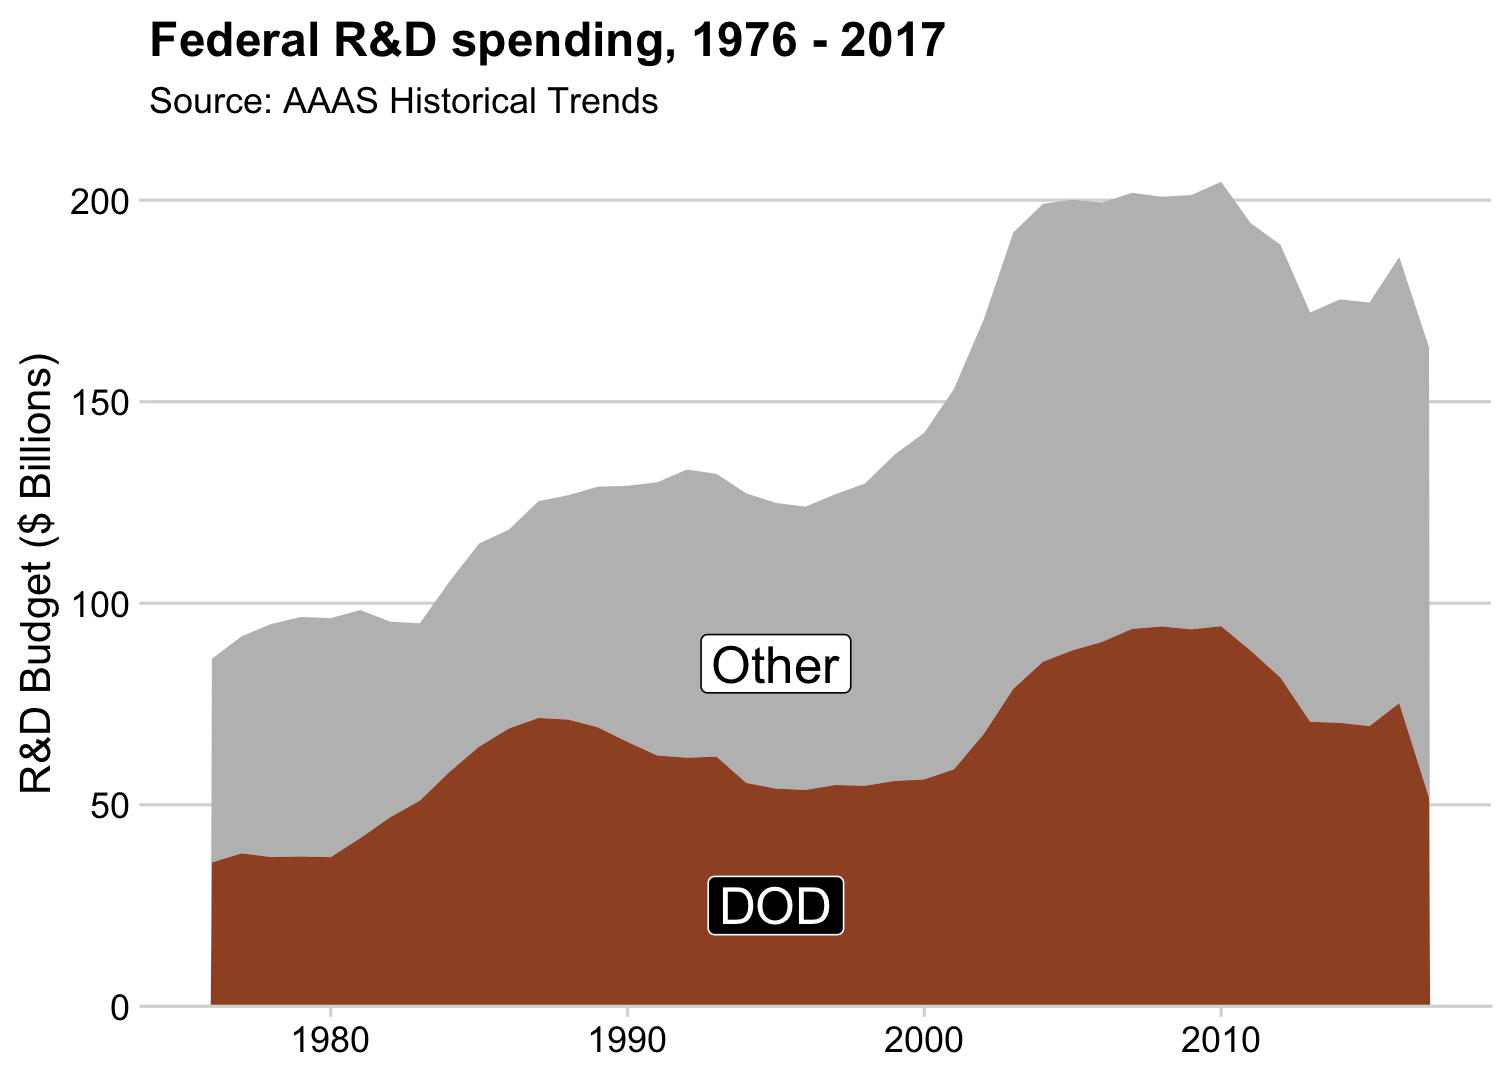 Federal R&D spending, 1976 - 2017
Source: AAAS Historical Trends
R&D Budget ($ Billions)
200
150
100
50
0
Other
DOD
1980
1990
2000
2010